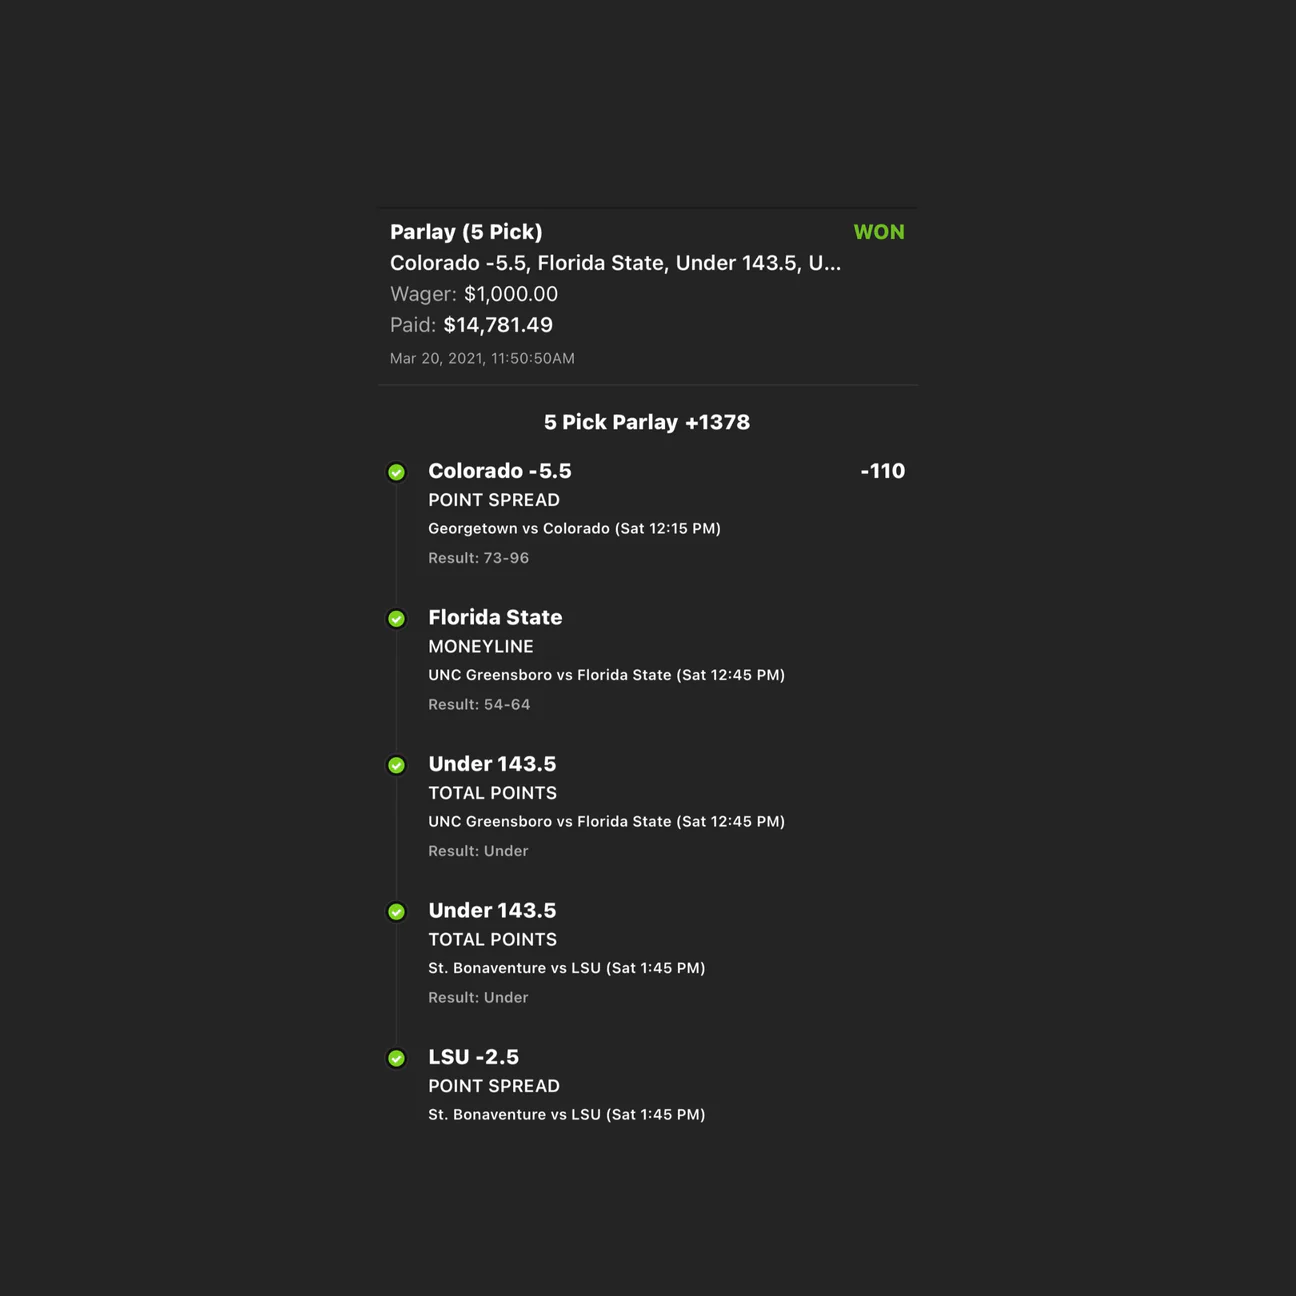 Parlay (5 Pick) WON
Colorado -5.5, Florida State, Under 143.5, U...
Wager: $1,000.00
Paid: $14,781.49
Mar 20, 2021, 11:50:50AM
5 Pick Parlay +1378
Colorado -5.5 -110
POINT SPREAD
Georgetown vs Colorado (Sat 12:15 PM)
Result: 73-96
Florida State
MONEYLINE
UNC Greensboro vs Florida State (Sat 12:45 PM)
Result: 54-64
Under 143.5
TOTAL POINTS
UNC Greensboro vs Florida State (Sat 12:45 PM)
Result: Under
Under 143.5
TOTAL POINTS
St. Bonaventure vs LSU (Sat 1:45 PM)
Result: Under
LSU -2.5
POINT SPREAD
St. Bonaventure vs LSU (Sat 1:45 PM)